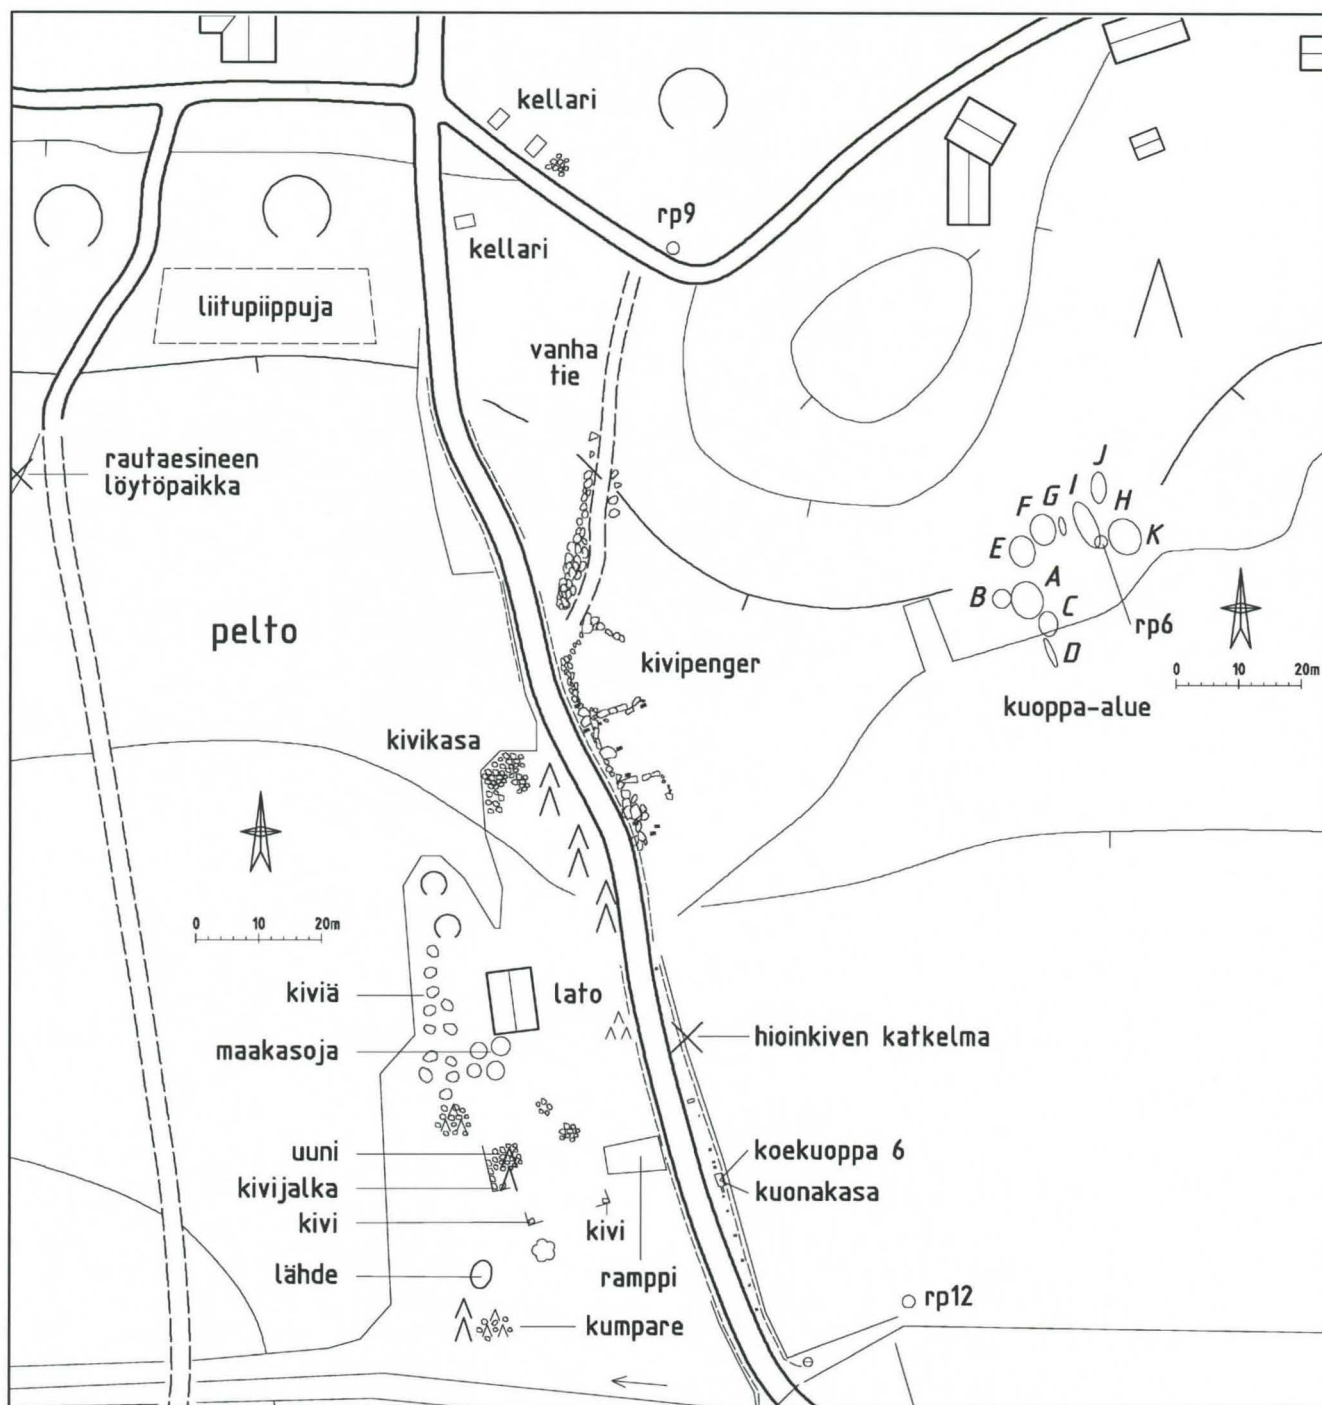 kellari
rp9
kellari
liitupiippuja
vanha
tie
rautaesineen
löytöpaikka
J
I
G
H
F
K
E
A
B
C
rp6
D
pelto
kivipenger
0 10 20m
kuoppa-alue
kivikasa
0 10 20m
kiviä
lato
maakasoja
hioinkiven katkelma
uuni
koekuoppa 6
kivijalka
kuonakasa
kivi
kivi
lähde
ramppi
rp12
kumpare